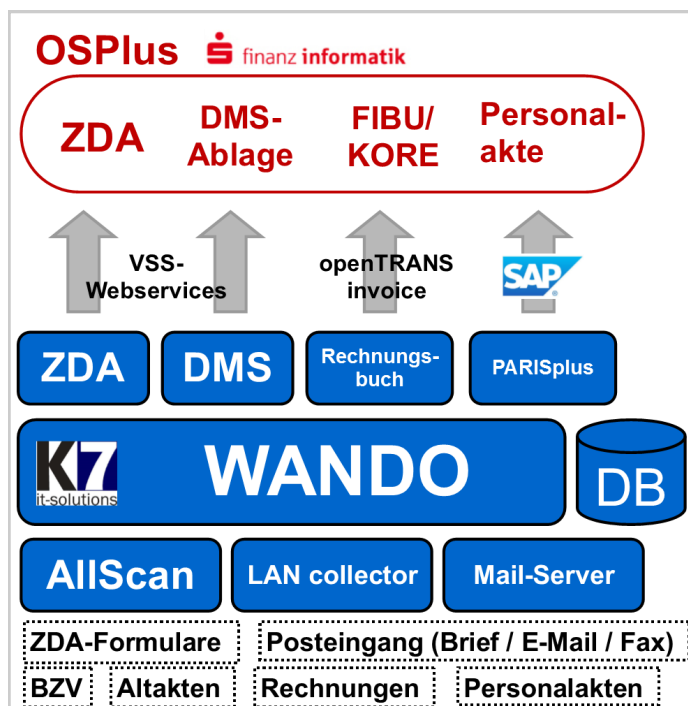 OSPlus
finanz informatik
ZDA
DMS-
Ablage
FIBU/
KORE
Personal-
akte
VSS-
Webservices
openTRANS
invoice
SAP
ZDA
DMS
Rechnungs-
buch
PARISplus
K7
it-solutions
WANDO
DB
AllScan
LAN collector
Mail-Server
ZDA-Formulare
Posteingang (Brief / E-Mail / Fax)
BZV
Altakten
Rechnungen
Personalakten